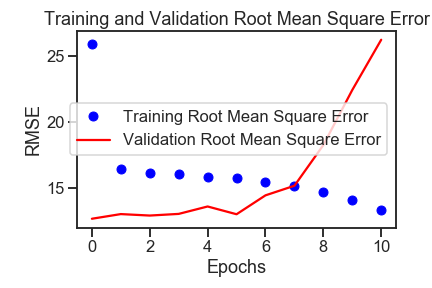 Training and Validation Root Mean Square Error
25
20
15
RMSE
Training Root Mean Square Error
Validation Root Mean Square Error
0 2 4 6 8 10
Epochs